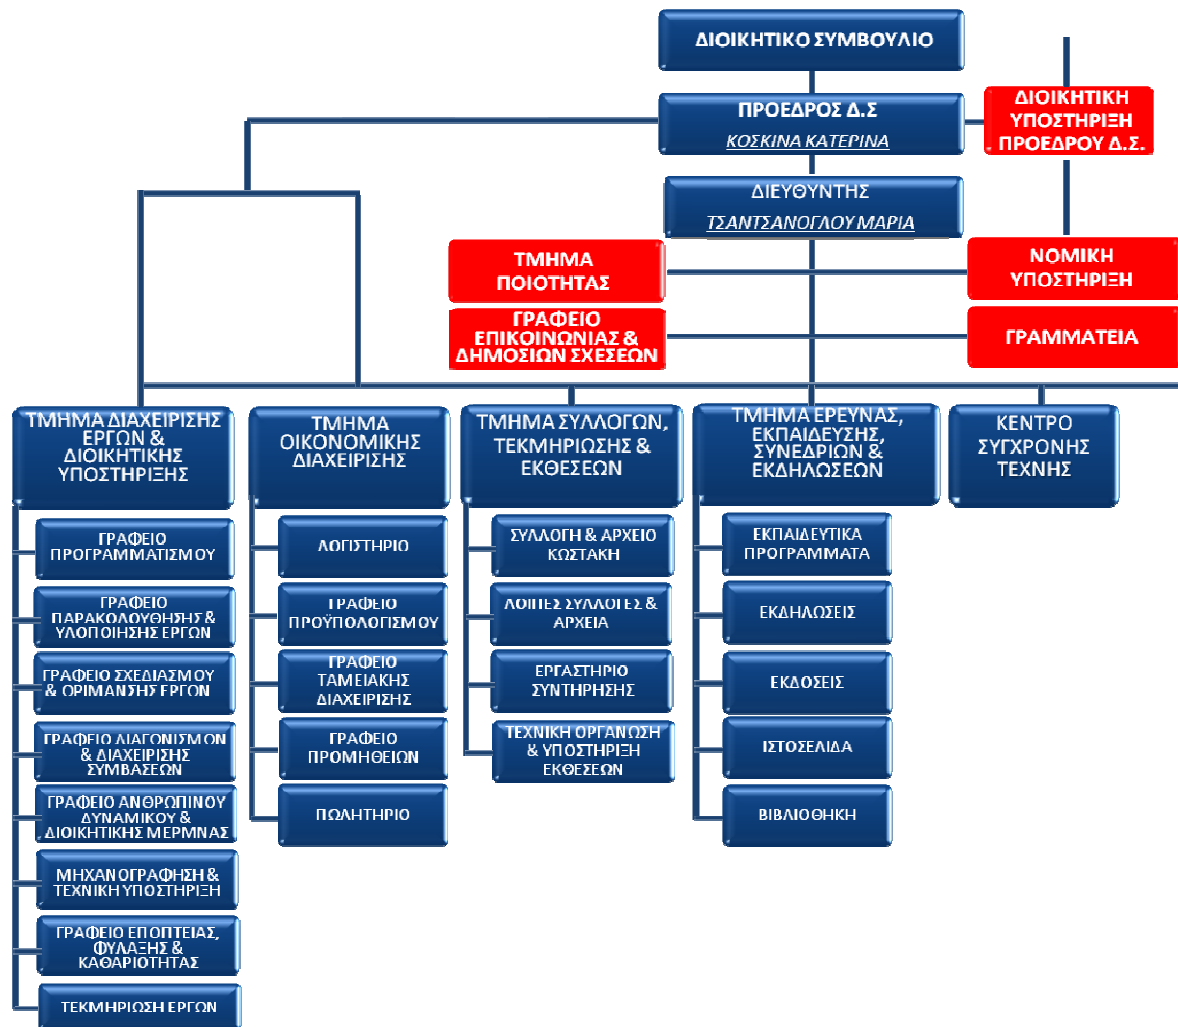 ΔΙΟΙΚΗΤΙΚΟ ΣΥΜΒΟΥΛΙΟ
ΠΡΟΕΔΡΟΣ Δ.Σ
ΚΟΣΚΙΝΑ ΚΑΤΕΡΙΝΑ
ΔΙΟΙΚΗΤΙΚΗ
ΥΠΟΣΤΗΡΙΞΗ
ΠΡΟΕΔΡΟΥ Δ.Σ.
ΔΙΕΥΘΥΝΤΗΣ
ΤΣΑΝΤΣΑΝΟΓΛΟΥ ΜΑΡΙΑ
ΤΜΗΜΑ
ΠΟΙΟΤΗΤΑΣ
ΝΟΜΙΚΗ
ΥΠΟΣΤΗΡΙΞΗ
ΓΡΑΦΕΙΟ
ΕΠΙΚΟΙΝΩΝΙΑΣ &
ΔΗΜΟΣΙΩΝ ΣΧΕΣΕΩΝ
ΓΡΑΜΜΑΤΕΙΑ
ΤΜΗΜΑ ΔΙΑΧΕΙΡΙΣΗΣ
ΕΡΓΩΝ &
ΔΙΟΙΚΗΤΙΚΗΣ
ΥΠΟΣΤΗΡΙΞΗΣ
ΓΡΑΦΕΙΟ
ΠΡΟΓΡΑΜΜΑΤΙΣΜΟΥ
ΓΡΑΦΕΙΟ
ΠΑΡΑΚΟΛΟΥΘΗΣΗΣ &
ΥΛΟΠΟΙΗΣΗΣ ΕΡΓΩΝ
ΓΡΑΦΕΙΟ ΣΧΕΔΙΑΣΜΟΥ
& ΩΡΙΜΑΝΣΗΣ ΕΡΓΩΝ
ΓΡΑΦΕΙΟ ΔΙΑΓΩΝΙΣΜΩΝ
& ΔΙΑΧΕΙΡΙΣΗΣ
ΣΥΜΒΑΣΕΩΝ
ΓΡΑΦΕΙΟ ΑΝΘΡΩΠΙΝΟΥ
ΔΥΝΑΜΙΚΟΥ &
ΔΙΟΙΚΗΤΙΚΗΣ ΜΕΡΜΝΑΣ
ΜΗΧΑΝΟΓΡΑΦΗΣΗ &
ΤΕΧΝΙΚΗ ΥΠΟΣΤΗΡΙΞΗ
ΓΡΑΦΕΙΟ ΕΠΟΠΤΕΙΑΣ,
ΦΥΛΑΞΗΣ &
ΚΑΘΑΡΙΟΤΗΤΑΣ
ΤΕΚΜΗΡΙΩΣΗ ΕΡΓΩΝ
ΤΜΗΜΑ
ΟΙΚΟΝΟΜΙΚΗΣ
ΔΙΑΧΕΙΡΙΣΗΣ
ΛΟΓΙΣΤΗΡΙΟ
ΓΡΑΦΕΙΟ
ΠΡΟΫΠΟΛΟΓΙΣΜΟΥ
ΓΡΑΦΕΙΟ
ΤΑΜΕΙΑΚΗΣ
ΔΙΑΧΕΙΡΙΣΗΣ
ΓΡΑΦΕΙΟ
ΠΡΟΜΗΘΕΙΩΝ
ΠΩΛΗΤΗΡΙΟ
ΤΜΗΜΑ ΣΥΛΛΟΓΩΝ,
ΤΕΚΜΗΡΙΩΣΗΣ &
ΕΚΘΕΣΕΩΝ
ΣΥΛΛΟΓΗ & ΑΡΧΕΙΟ
ΚΩΣΤΑΚΗ
ΛΟΙΠΕΣ ΣΥΛΛΟΓΕΣ &
ΑΡΧΕΙΑ
ΕΡΓΑΣΤΗΡΙΟ
ΣΥΝΤΗΡΗΣΗΣ
ΤΕΧΝΙΚΗ ΟΡΓΑΝΩΣΗ
& ΥΠΟΣΤΗΡΙΞΗ
ΕΚΘΕΣΕΩΝ
ΤΜΗΜΑ ΕΡΕΥΝΑΣ,
ΕΚΠΑΙΔΕΥΣΗΣ,
ΣΥΝΕΔΡΙΩΝ &
ΕΚΔΗΛΩΣΕΩΝ
ΕΚΠΑΙΔΕΥΤΙΚΑ
ΠΡΟΓΡΑΜΜΑΤΑ
ΕΚΔΗΛΩΣΕΙΣ
ΕΚΔΟΣΕΙΣ
ΙΣΤΟΣΕΛΙΔΑ
ΒΙΒΛΙΟΘΗΚΗ
ΚΕΝΤΡΟ
ΣΥΓΧΡΟΝΗΣ
ΤΕΧΝΗΣ